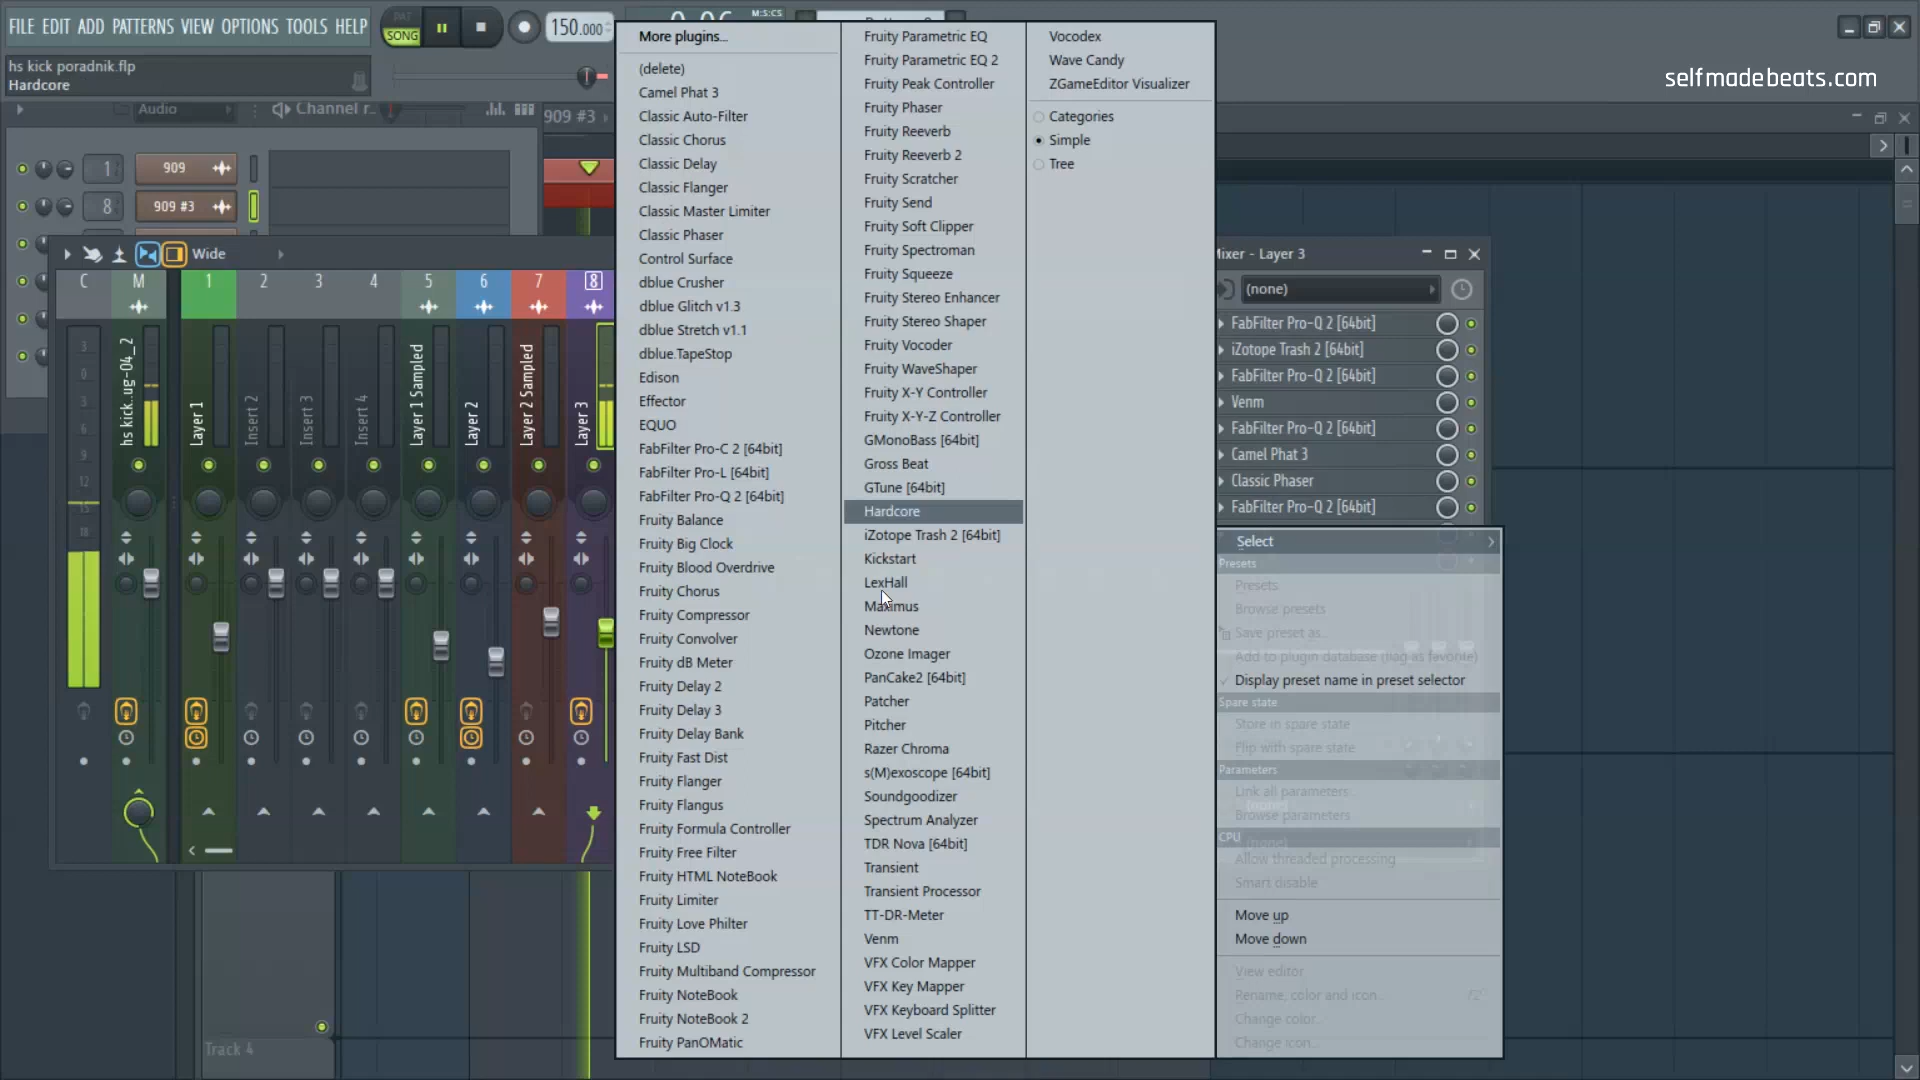 FILE EDIT ADD PATTERNS VIEW OPTIONS TOOLS HELP
PAT
SONG
150.000
M:S:CS
hs kick poradnik.flp
Hardcore
selfmadebeats.com
Audio
Channel r..
909 #3
1
909
8
909 #3
Wide
C
M
1
2
3
4
5
6
7
8
3
0
3
6
9
12
15
18
hs kick..ug-04_2
Layer 1
Insert 2
Insert 3
Insert 4
Layer 1 Sampled
Layer 2
Layer 2 Sampled
Layer 3
Track 4
More plugins...
(delete)
Camel Phat 3
Classic Auto-Filter
Classic Chorus
Classic Delay
Classic Flanger
Classic Master Limiter
Classic Phaser
Control Surface
dblue Crusher
dblue Glitch v1.3
dblue Stretch v1.1
dblue.TapeStop
Edison
Effector
EQUO
FabFilter Pro-C 2 [64bit]
FabFilter Pro-L [64bit]
FabFilter Pro-Q 2 [64bit]
Fruity Balance
Fruity Big Clock
Fruity Blood Overdrive
Fruity Chorus
Fruity Compressor
Fruity Convolver
Fruity dB Meter
Fruity Delay 2
Fruity Delay 3
Fruity Delay Bank
Fruity Fast Dist
Fruity Flanger
Fruity Flangus
Fruity Formula Controller
Fruity Free Filter
Fruity HTML NoteBook
Fruity Limiter
Fruity Love Philter
Fruity LSD
Fruity Multiband Compressor
Fruity NoteBook
Fruity NoteBook 2
Fruity PanOMatic
Fruity Parametric EQ
Fruity Parametric EQ 2
Fruity Peak Controller
Fruity Phaser
Fruity Reeverb
Fruity Reeverb 2
Fruity Scratcher
Fruity Send
Fruity Soft Clipper
Fruity Spectroman
Fruity Squeeze
Fruity Stereo Enhancer
Fruity Stereo Shaper
Fruity Vocoder
Fruity WaveShaper
Fruity X-Y Controller
Fruity X-Y-Z Controller
GMonoBass [64bit]
Gross Beat
GTune [64bit]
Hardcore
iZotope Trash 2 [64bit]
Kickstart
LexHall
Maximus
Newtone
Ozone Imager
PanCake2 [64bit]
Patcher
Pitcher
Razer Chroma
s(M)exoscope [64bit]
Soundgoodizer
Spectrum Analyzer
TDR Nova [64bit]
Transient
Transient Processor
TT-DR-Meter
Venm
VFX Color Mapper
VFX Key Mapper
VFX Keyboard Splitter
VFX Level Scaler
Vocodex
Wave Candy
ZGameEditor Visualizer
Categories
Simple
Tree
Mixer - Layer 3
(none)
FabFilter Pro-Q 2 [64bit]
iZotope Trash 2 [64bit]
FabFilter Pro-Q 2 [64bit]
Venm
FabFilter Pro-Q 2 [64bit]
Camel Phat 3
Classic Phaser
FabFilter Pro-Q 2 [64bit]
Select
Presets
Presets
Browse presets
Save preset as...
Add to plugin database (flag as favorite)
Display preset name in preset selector
Spare state
Store in spare state
Flip with spare state
Parameters
Link all parameters..
(none)
Browse parameters
CPU
(none)
Allow threaded processing
Smart disable
Move up
Move down
View editor
Rename, color and icon...
F2
Change color...
Change icon...